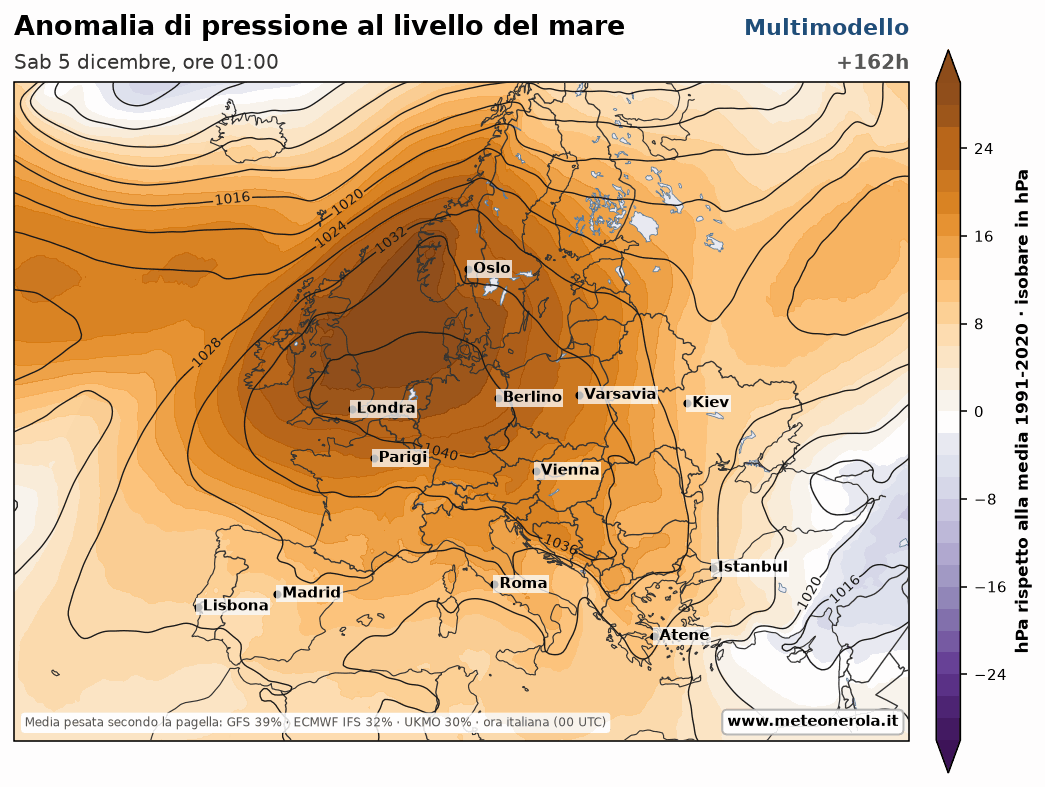 Anomalia di pressione al livello del mare
Multimodello
Sab 5 dicembre, ore 01:00
+162h
1016
1020
1024
1032
Oslo
1028
Berlino
Varsavia
Kiev
Londra
1040
Parigi
Vienna
1036
Istanbul
Roma
Madrid
Lisbona
1020
1016
Atene
Media pesata secondo la pagella: GFS 39% · ECMWF IFS 32% · UKMO 30% · ora italiana (00 UTC)
www.meteonerola.it
24
16
8
0
−8
−16
−24
hPa rispetto alla media 1991-2020 · isobare in hPa